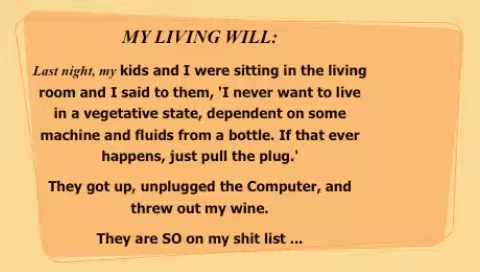 MY LIVING WILL:
Last night, my kids and I were sitting in the living
room and I said to them, 'I never want to live
in a vegetative state, dependent on some
machine and fluids from a bottle. If that ever
happens, just pull the plug.'
They got up, unplugged the Computer, and
threw out my wine.
They are SO on my shit list ...